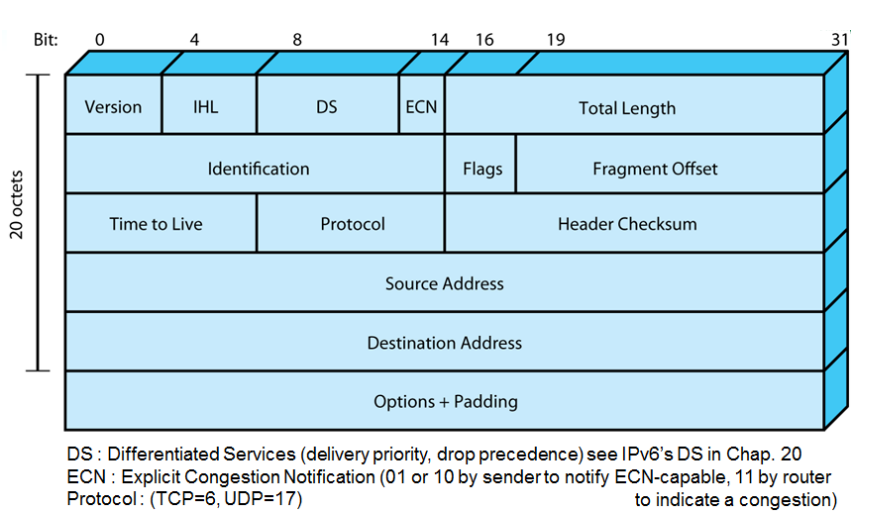 Bit: 0 4 8 14 16 19 31
Version IHL DS ECN Total Length
Identification Flags Fragment Offset
Time to Live Protocol Header Checksum
20 octets
Source Address
Destination Address
Options + Padding
DS : Differentiated Services (delivery priority, drop precedence) see IPv6's DS in Chap. 20
ECN : Explicit Congestion Notification (01 or 10 by sender to notify ECN-capable, 11 by router
Protocol : (TCP=6, UDP=17) to indicate a congestion)